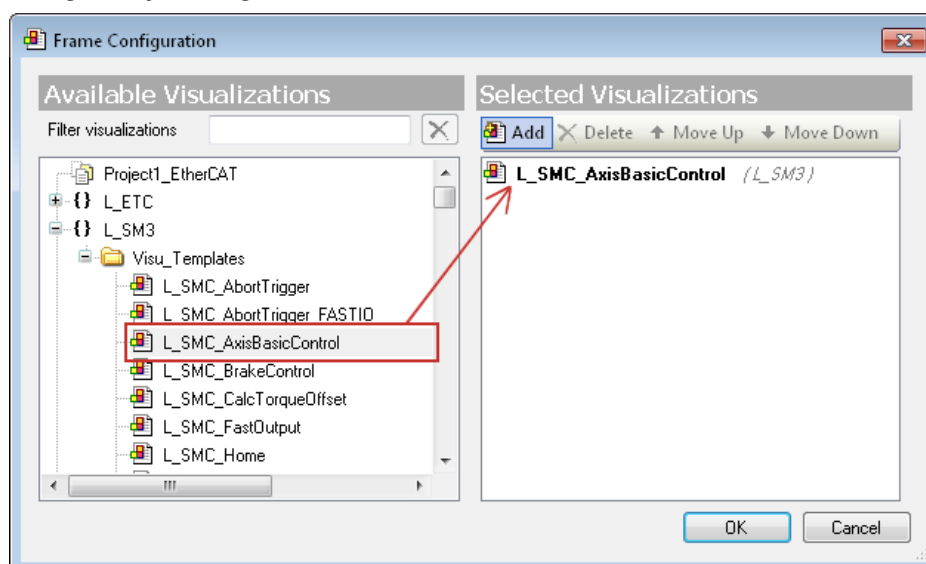 Frame Configuration
Available Visualizations
Selected Visualizations
Filter visualizations
Add Delete Move Up Move Down
Project1_EtherCAT
L_SMC_AxisBasicControl (L_SM3)
{} L_ETC
{} L_SM3
Visu_Templates
L_SMC_AbortTrigger
L_SMC_AbortTrigger_FASTIO
L_SMC_AxisBasicControl
L_SMC_BrakeControl
L_SMC_CalcTorqueOffset
L_SMC_FastOutput
L_SMC_Home
OK Cancel